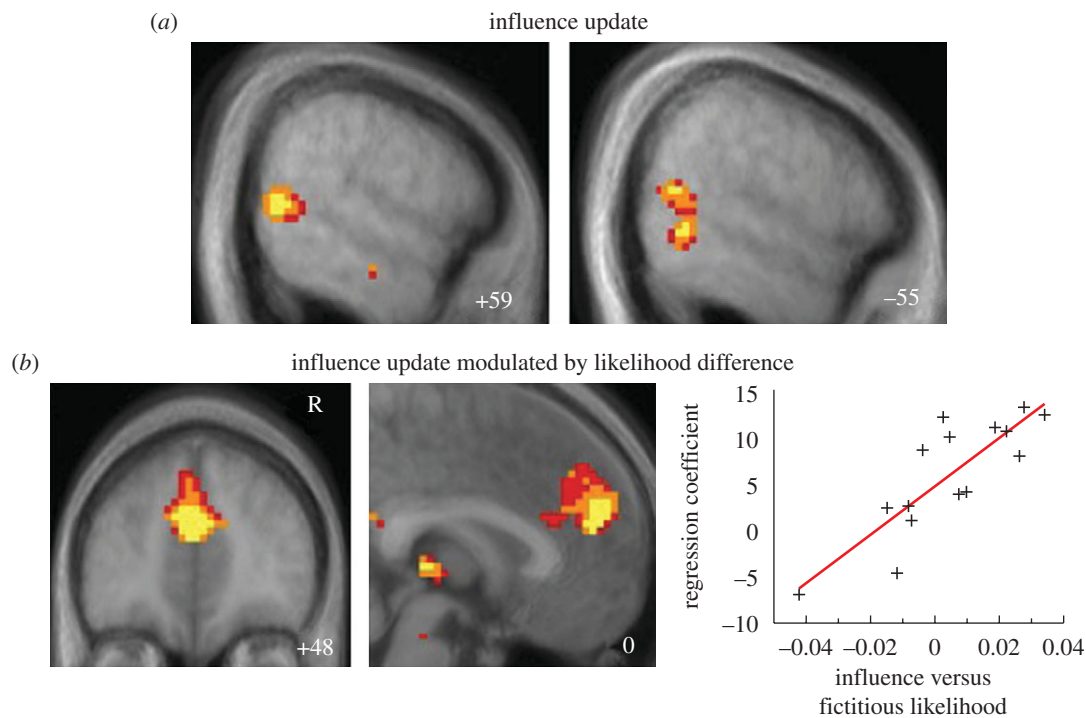 (a) influence update
+59
–55
(b) influence update modulated by likelihood difference
R
+48
0
regression coefficient
15
10
5
0
–5
–10
–0.04 –0.02 0 0.02 0.04
influence versus
fictitious likelihood